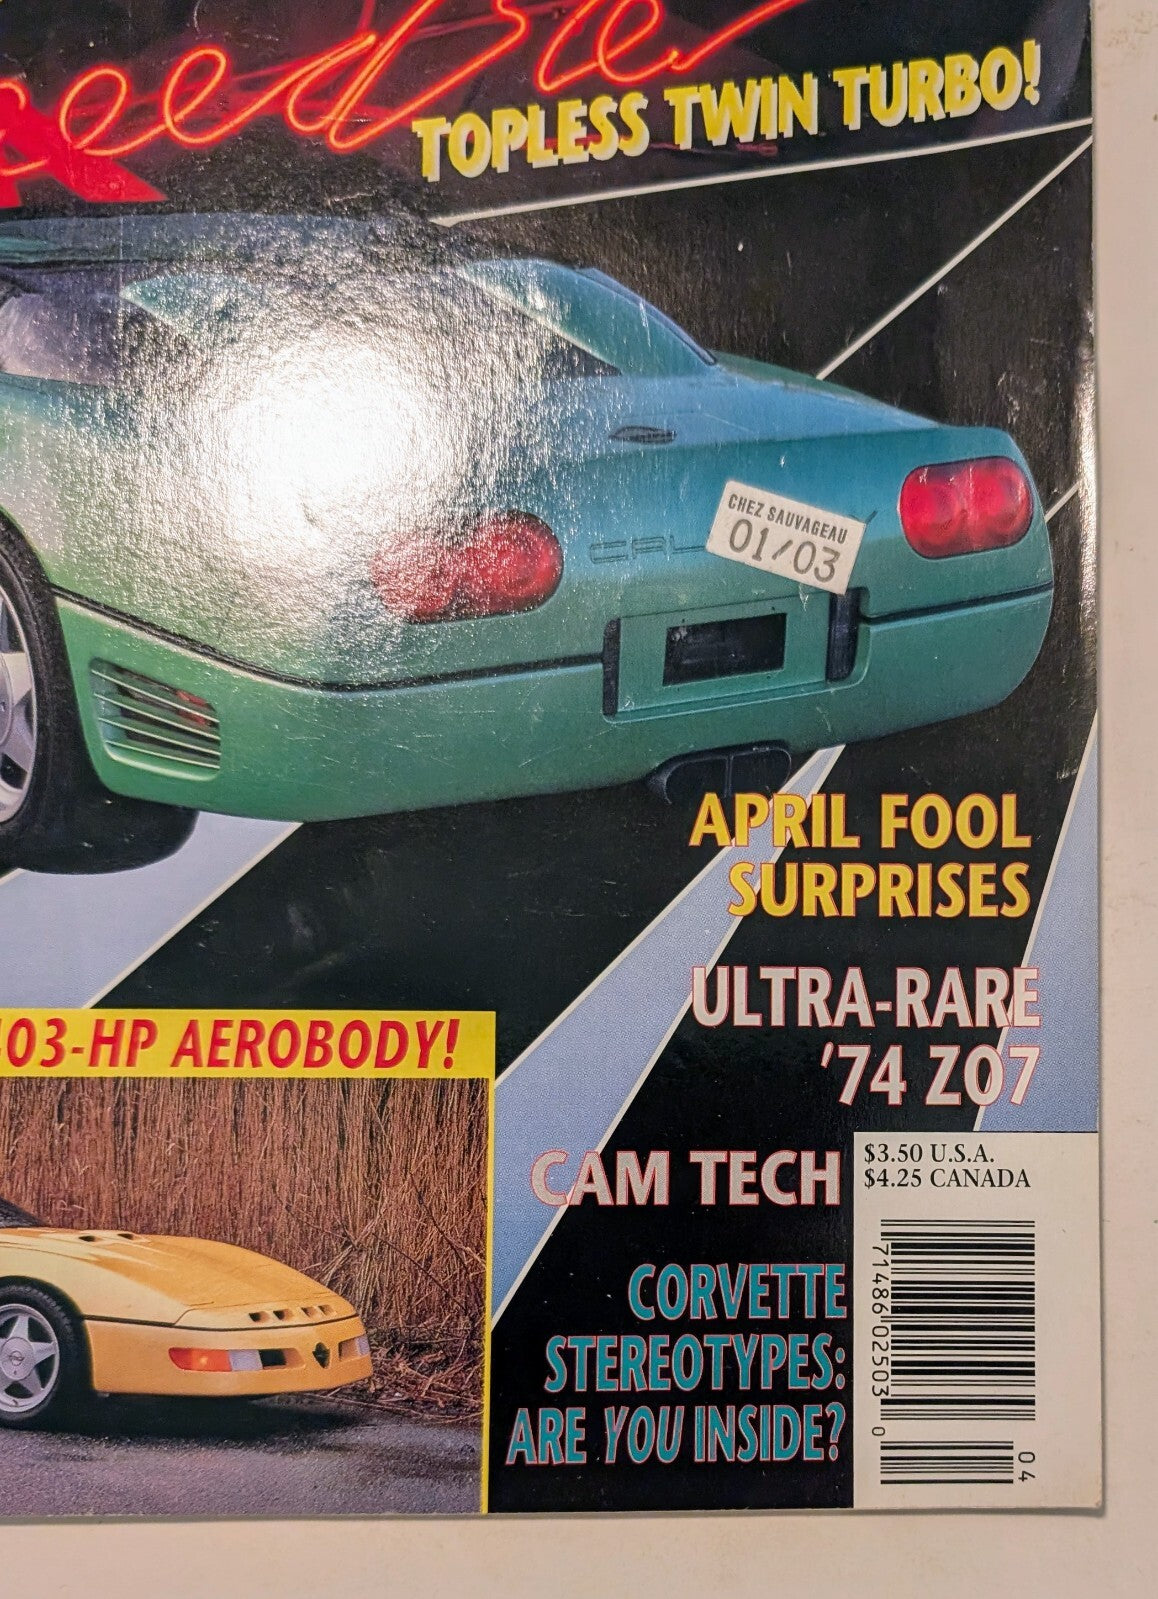 TOPLESS TWIN TURBO!
CHEZ SAUVAGEAU
01/03
APRIL FOOL
SURPRISES
ULTRA-RARE
'74 ZO7
03-HP AEROBODY!
CAM TECH
$3.50 U.S.A.
$4.25 CANADA
CORVETTE
STEREOTYPES:
ARE YOU INSIDE?
71486 02503
0
04